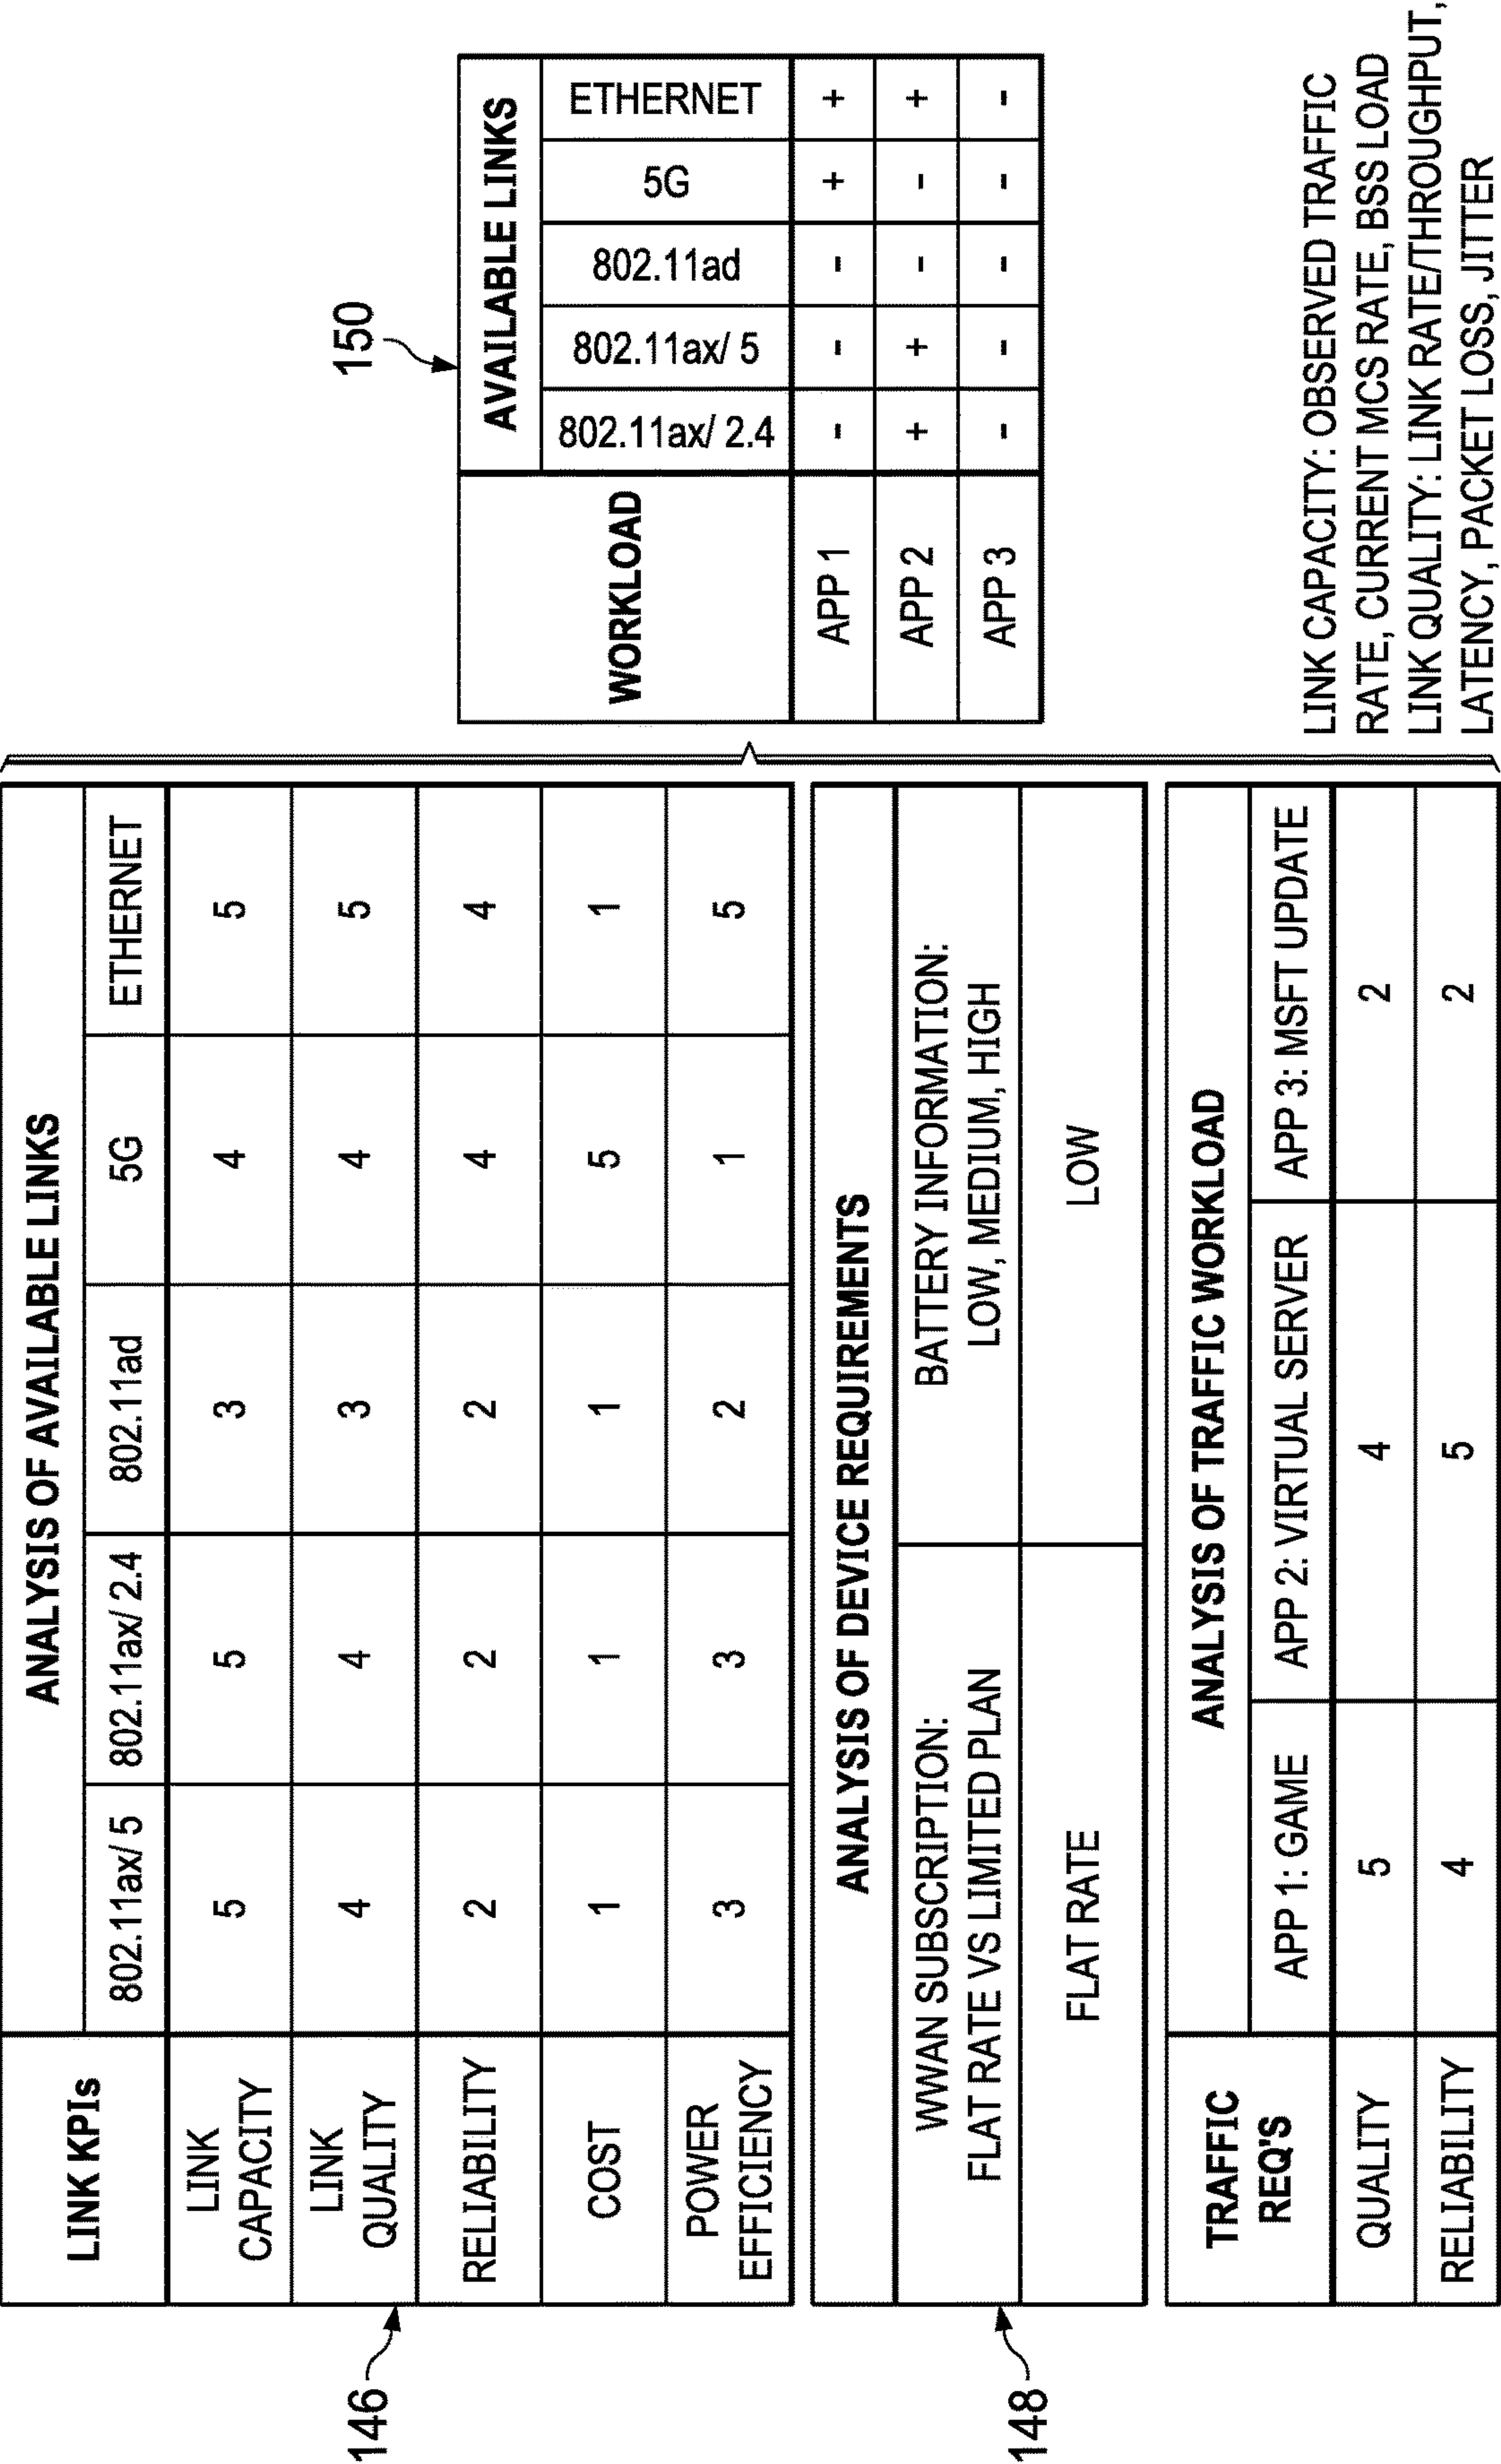 LINK KPIs
ANALYSIS OF AVAILABLE LINKS
802.11ax/ 5 802.11ax/ 2.4 802.11ad 5G ETHERNET
LINK
CAPACITY
5 5 3 4 5
LINK
QUALITY
4 4 3 4 5
RELIABILITY 2 2 2 4 4
COST 1 1 1 5 1
POWER
EFFICIENCY
3 3 2 1 5
146
ANALYSIS OF DEVICE REQUIREMENTS
WWAN SUBSCRIPTION:
FLAT RATE VS LIMITED PLAN
BATTERY INFORMATION:
LOW, MEDIUM, HIGH
FLAT RATE LOW
148
TRAFFIC
REQ'S
ANALYSIS OF TRAFFIC WORKLOAD
APP 1: GAME APP 2: VIRTUAL SERVER APP 3: MSFT UPDATE
QUALITY 5 4 2
RELIABILITY 4 5 2
150
WORKLOAD
AVAILABLE LINKS
802.11ax/ 2.4 802.11ax/ 5 802.11ad 5G ETHERNET
APP 1 - - - + +
APP 2 + + - - +
APP 3 - - - - -
LINK CAPACITY: OBSERVED TRAFFIC
RATE, CURRENT MCS RATE, BSS LOAD
LINK QUALITY: LINK RATE/THROUGHPUT,
LATENCY, PACKET LOSS, JITTER